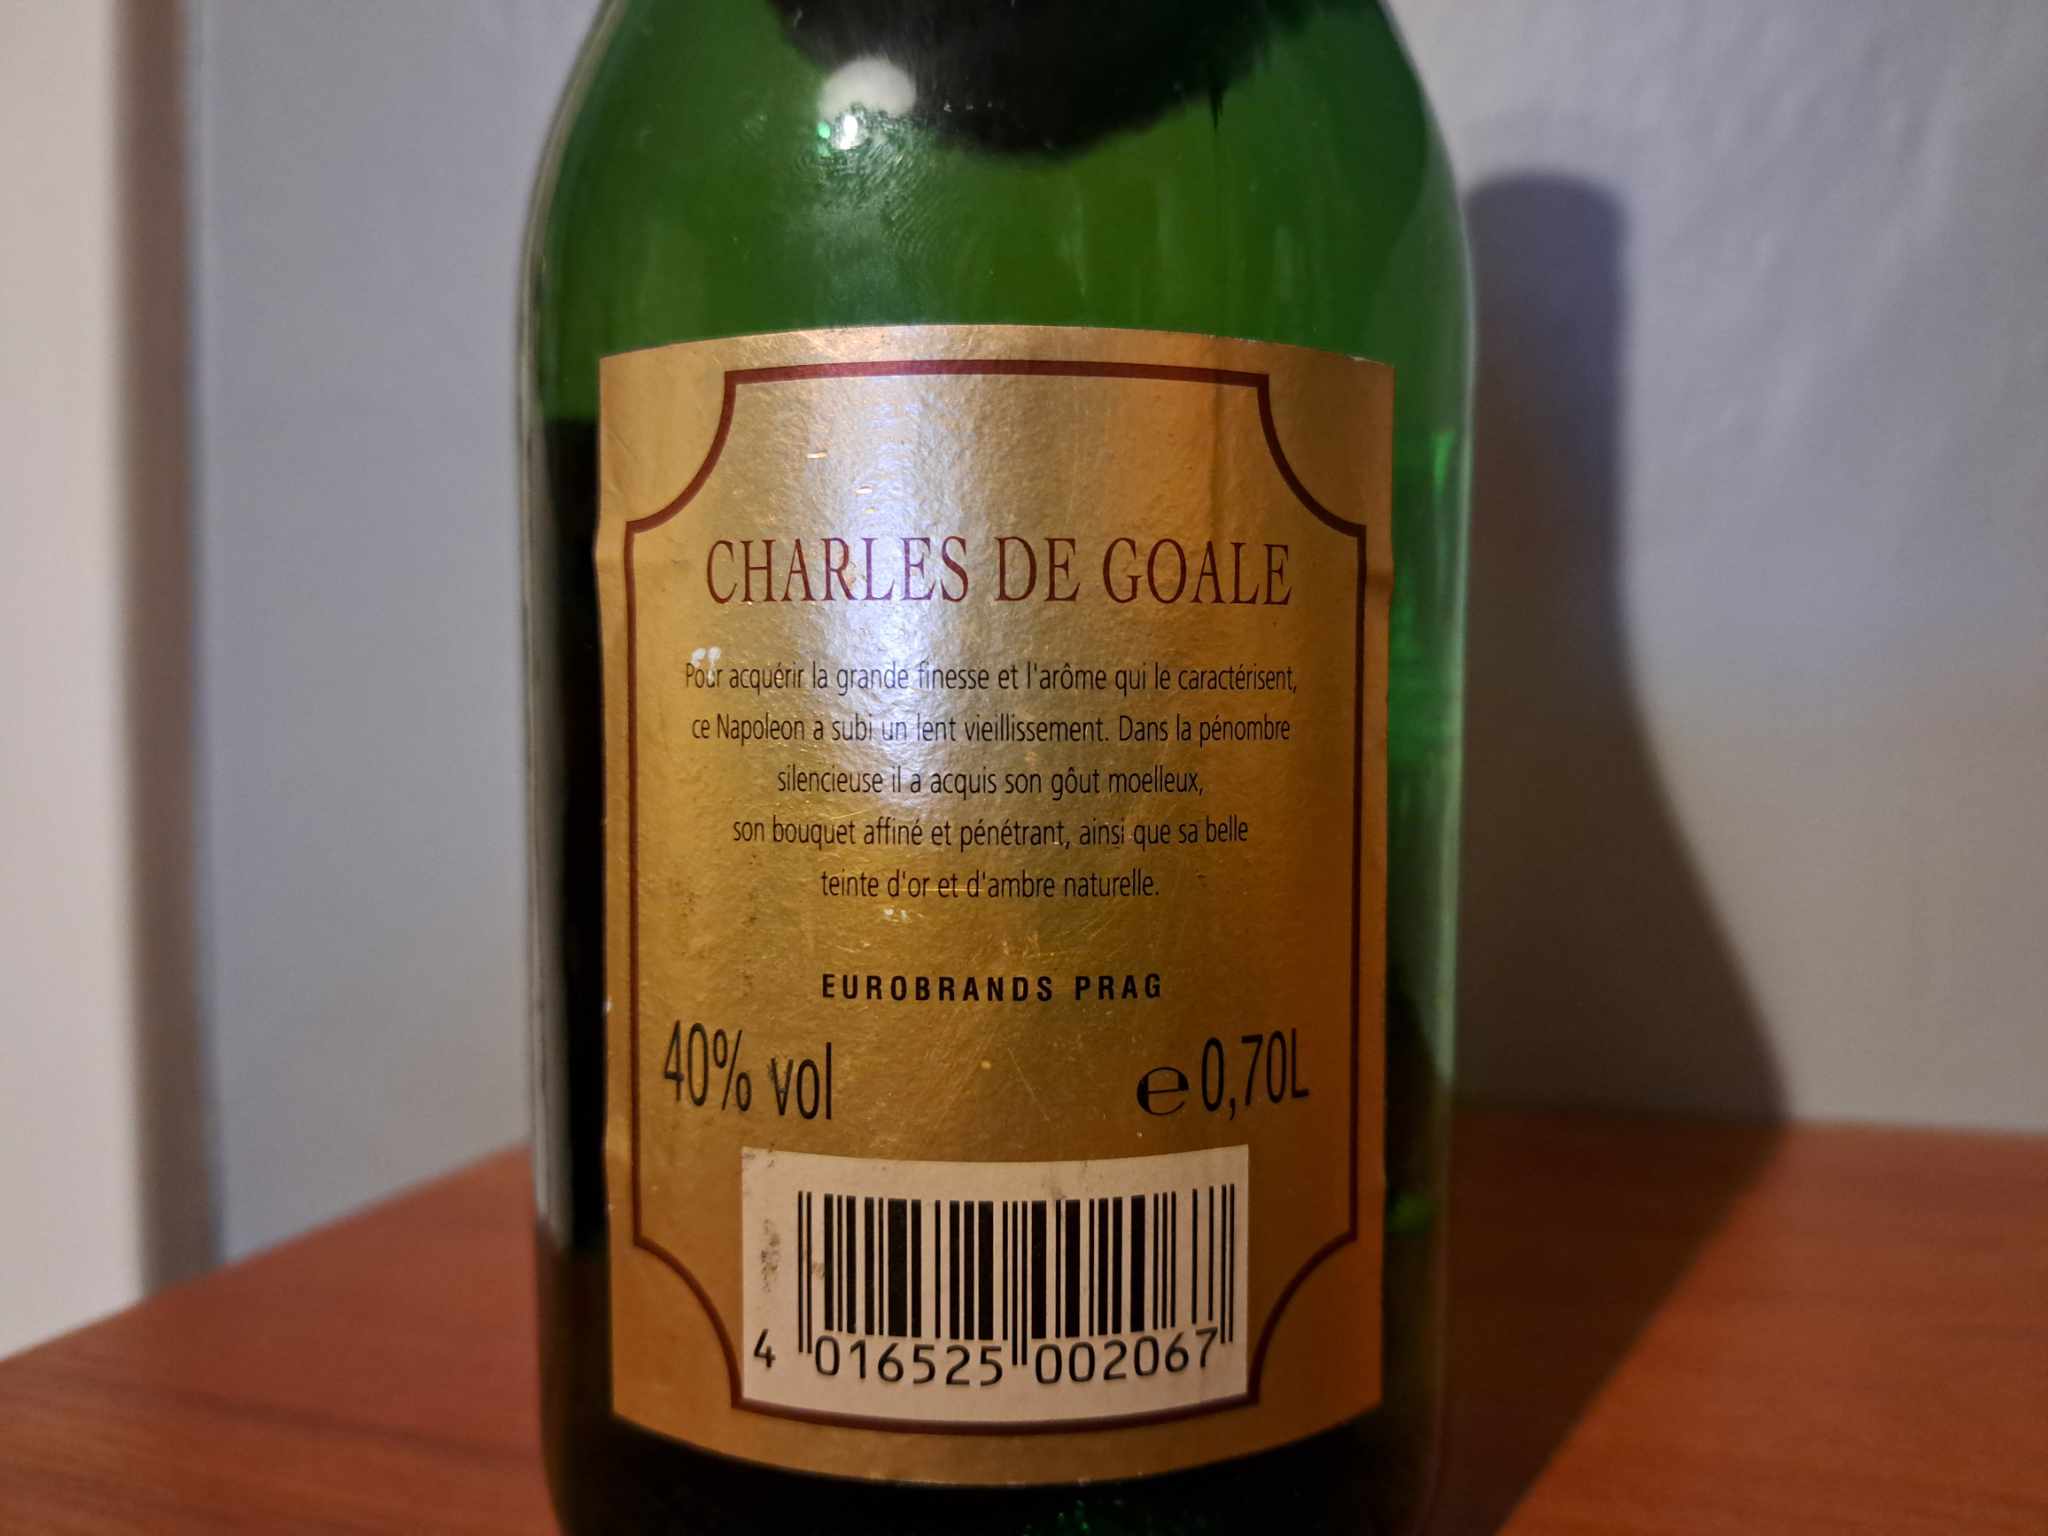 CHARLES DE GOALE
Pour acquérir la grande finesse et l'arôme qui le caractérisent,
ce Napoleon a subi un lent vieillissement. Dans la pénombre
silencieuse il a acquis son gôut moelleux,
son bouquet affiné et pénétrant, ainsi que sa belle
teinte d'or et d'ambre naturelle.
EUROBRANDS PRAG
40% vol
e 0,70L
4 016525 002067